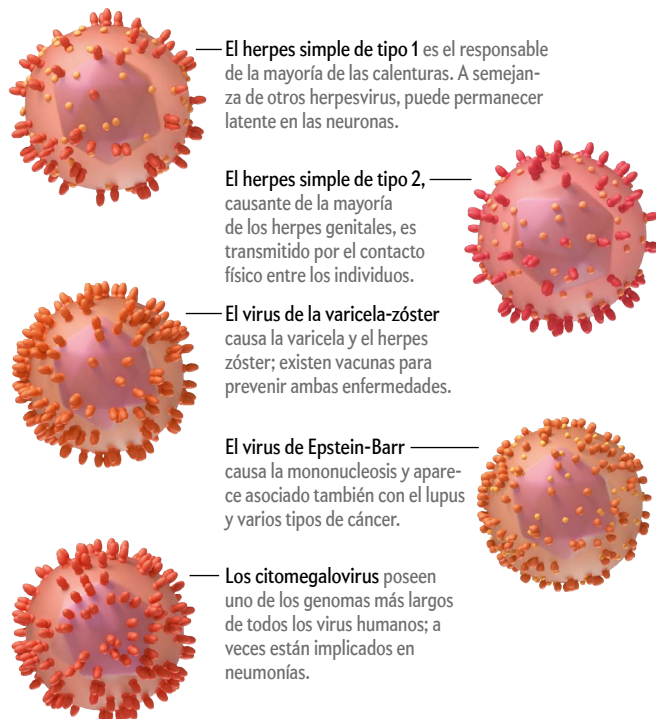 El herpes simple de tipo 1 es el responsable
de la mayoría de las calenturas. A semejan-
za de otros herpesvirus, puede permanecer
latente en las neuronas.
El herpes simple de tipo 2,
causante de la mayoría
de los herpes genitales, es
transmitido por el contacto
físico entre los individuos.
El virus de la varicela-zóster
causa la varicela y el herpes
zóster; existen vacunas para
prevenir ambas enfermedades.
El virus de Epstein-Barr
causa la mononucleosis y apare-
ce asociado también con el lupus
y varios tipos de cáncer.
Los citomegalovirus poseen
uno de los genomas más largos
de todos los virus humanos; a
veces están implicados en
neumonías.